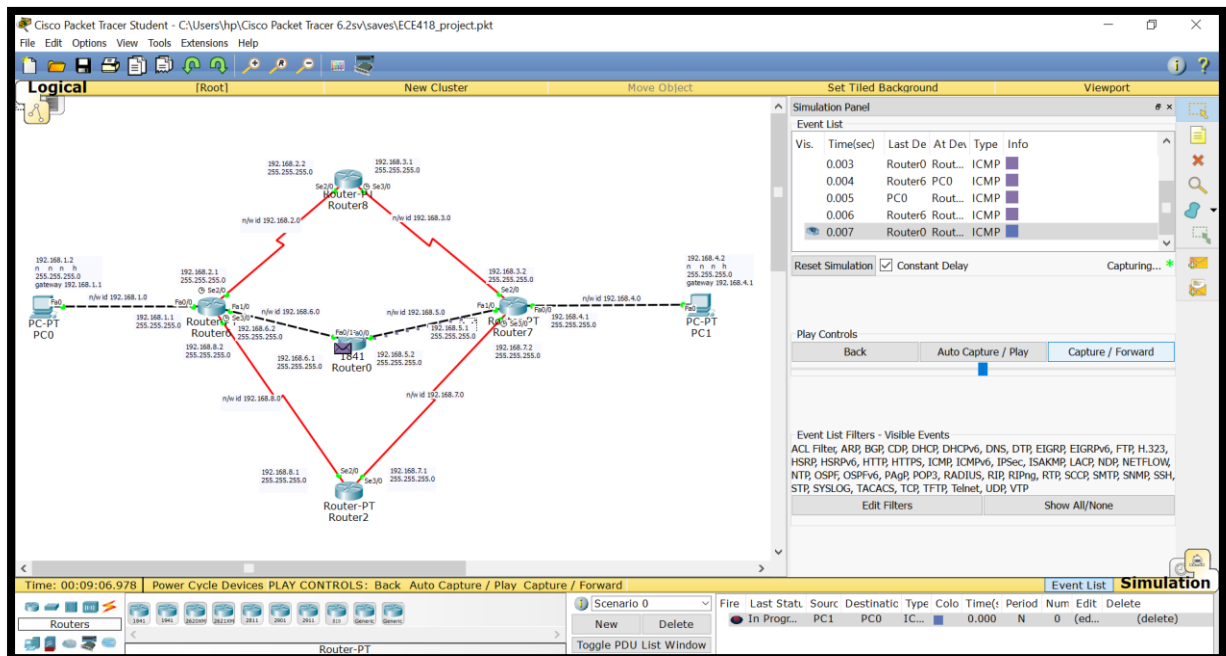 Cisco Packet Tracer Student - C:\Users\hp\Cisco Packet Tracer 6.2sv\saves\ECE418_project.pkt
File Edit Options View Tools Extensions Help
Logical [Root] New Cluster Move Object Set Tiled Background Viewport
192.168.2.2
255.255.255.0
192.168.3.1
255.255.255.0
Se2/0 Se3/0
Router-PT
Router8
n/w id 192.168.2.0
n/w id 192.168.3.0
192.168.1.2
n n n h
255.255.255.0
gateway 192.168.1.1
Fa0
PC-PT
PC0
n/w id 192.168.1.0
192.168.2.1
255.255.255.0
Se2/0
Fa0/0
Fa1/0
Se3/0
192.168.1.1
255.255.255.0
Router6
192.168.6.2
255.255.255.0
192.168.8.2
255.255.255.0
n/w id 192.168.6.0
n/w id 192.168.5.0
Fa0/1 Fa0/0
1841
Router0
192.168.6.1
255.255.255.0
192.168.5.2
255.255.255.0
192.168.5.1
255.255.255.0
192.168.3.2
255.255.255.0
Se2/0
Fa1/0
Fa0/0
Se3/0
Router7
192.168.4.1
255.255.255.0
192.168.7.2
255.255.255.0
n/w id 192.168.4.0
192.168.4.2
n n n h
255.255.255.0
gateway 192.168.4.1
Fa0
PC-PT
PC1
n/w id 192.168.8.0
n/w id 192.168.7.0
192.168.8.1
255.255.255.0
Se2/0
Se3/0
192.168.7.1
255.255.255.0
Router-PT
Router2
Simulation Panel
Event List
Vis. Time(sec) Last De At Dev Type Info
0.003 Router0 Rout... ICMP
0.004 Router6 PC0 ICMP
0.005 PC0 Rout... ICMP
0.006 Router6 Rout... ICMP
0.007 Router0 Rout... ICMP
Reset Simulation Constant Delay Capturing... *
Play Controls
Back Auto Capture / Play Capture / Forward
Event List Filters - Visible Events
ACL Filter, ARP, BGP, CDP, DHCP, DHCPv6, DNS, DTP, EIGRP, EIGRPv6, FTP, H.323,
HSRP, HSRPv6, HTTP, HTTPS, ICMP, ICMPv6, IPSec, ISAKMP, LACP, NDP, NETFLOW,
NTP, OSPF, OSPFv6, PAgP, POP3, RADIUS, RIP, RIPng, RTP, SCCP, SMTP, SNMP, SSH,
STP, SYSLOG, TACACS, TCP, TFTP, Telnet, UDP, VTP
Edit Filters Show All/None
Time: 00:09:06.978 Power Cycle Devices PLAY CONTROLS: Back Auto Capture / Play Capture / Forward Event List Simulation
Routers
1841 1941 2620XM 2621XM 2811 2901 2911 819 Generic Generic
Router-PT
Scenario 0
New Delete
Toggle PDU List Window
Fire Last Statu Sourc Destinatic Type Colo Time(s Period Num Edit Delete
In Progr... PC1 PC0 IC... 0.000 N 0 (ed... (delete)